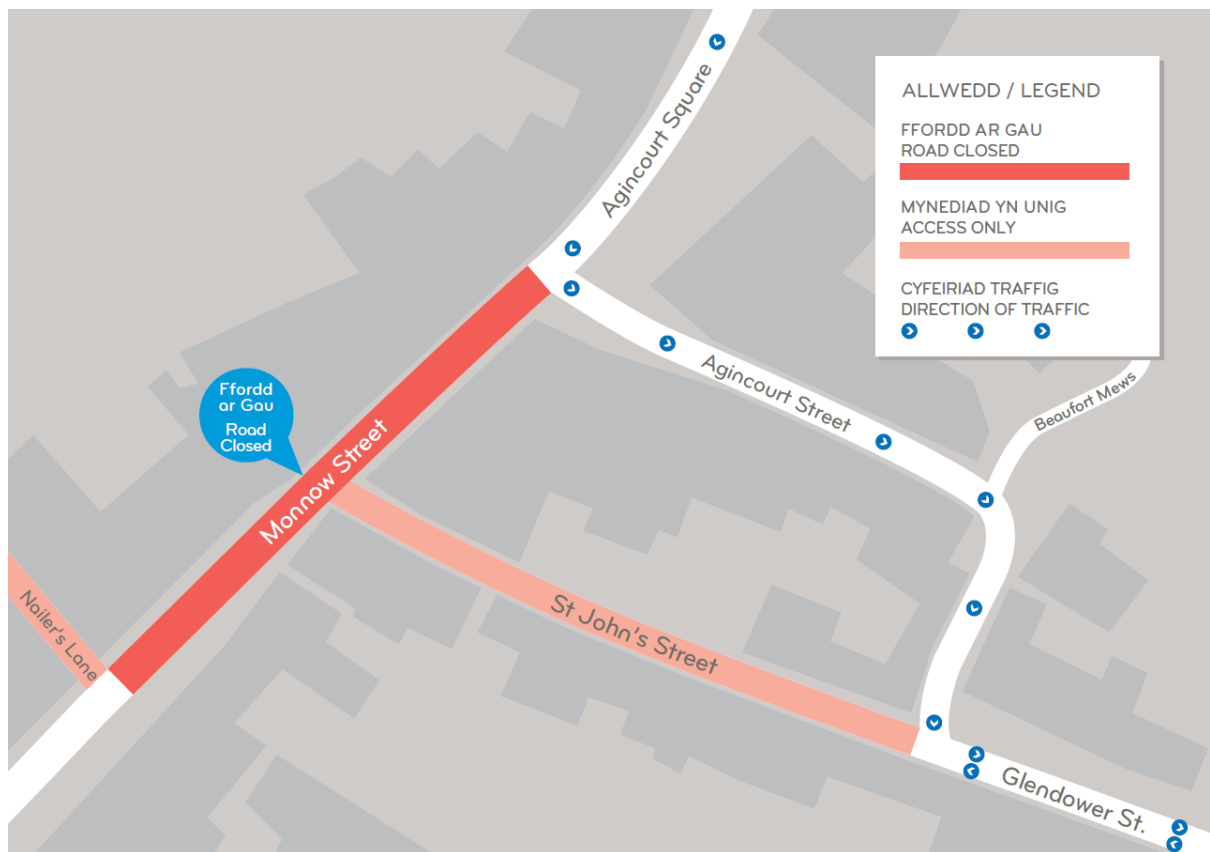 Agincourt Square
ALLWEDD / LEGEND
FFORDD AR GAU
ROAD CLOSED
MYNEDIAD YN UNIG
ACCESS ONLY
CYFEIRIAD TRAFFIG
DIRECTION OF TRAFFIC
Agincourt Street
Beaufort Mews
Ffordd
ar Gau
Road
Closed
Monnow Street
St John's Street
Nailer's Lane
Glendower St.